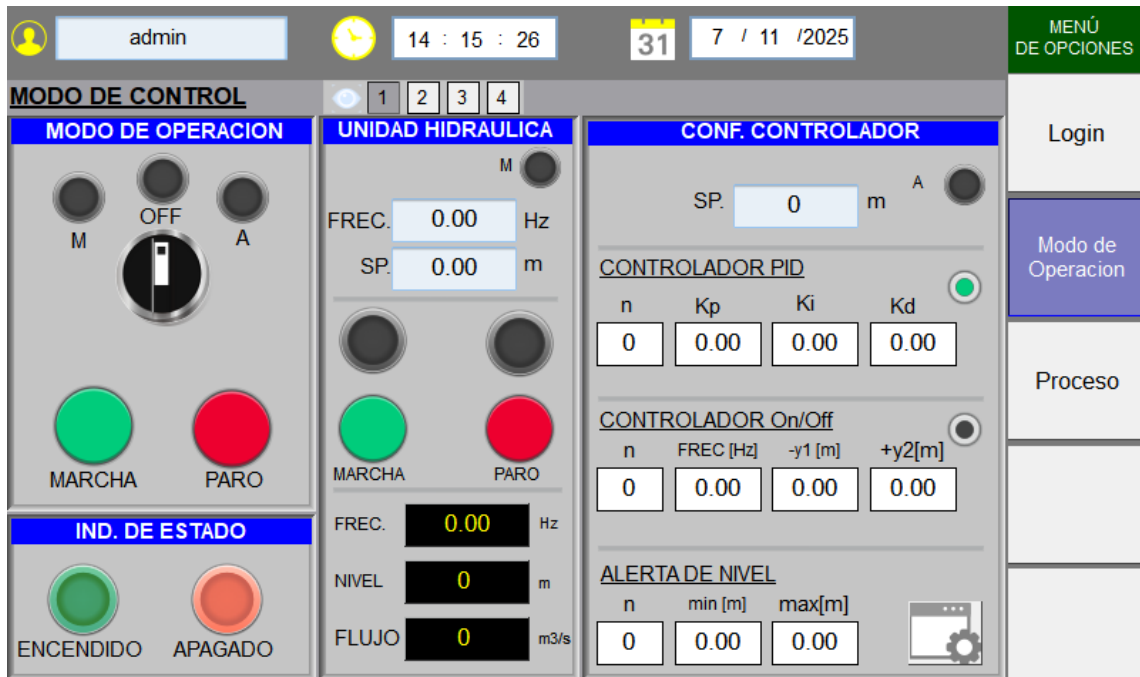 admin
14 : 15 : 26
31
7 / 11 /2025
MENÚ
DE OPCIONES
MODO DE CONTROL
1 2 3 4
MODO DE OPERACION
M
OFF
A
MARCHA PARO
IND. DE ESTADO
ENCENDIDO APAGADO
UNIDAD HIDRAULICA
M
FREC. 0.00 Hz
SP. 0.00 m
MARCHA PARO
FREC. 0.00 Hz
NIVEL 0 m
FLUJO 0 m3/s
CONF. CONTROLADOR
SP. 0 m A
CONTROLADOR PID
n Kp Ki Kd
0 0.00 0.00 0.00
CONTROLADOR On/Off
n FREC [Hz] -y1 [m] +y2[m]
0 0.00 0.00 0.00
ALERTA DE NIVEL
n min [m] max[m]
0 0.00 0.00
Login
Modo de
Operacion
Proceso